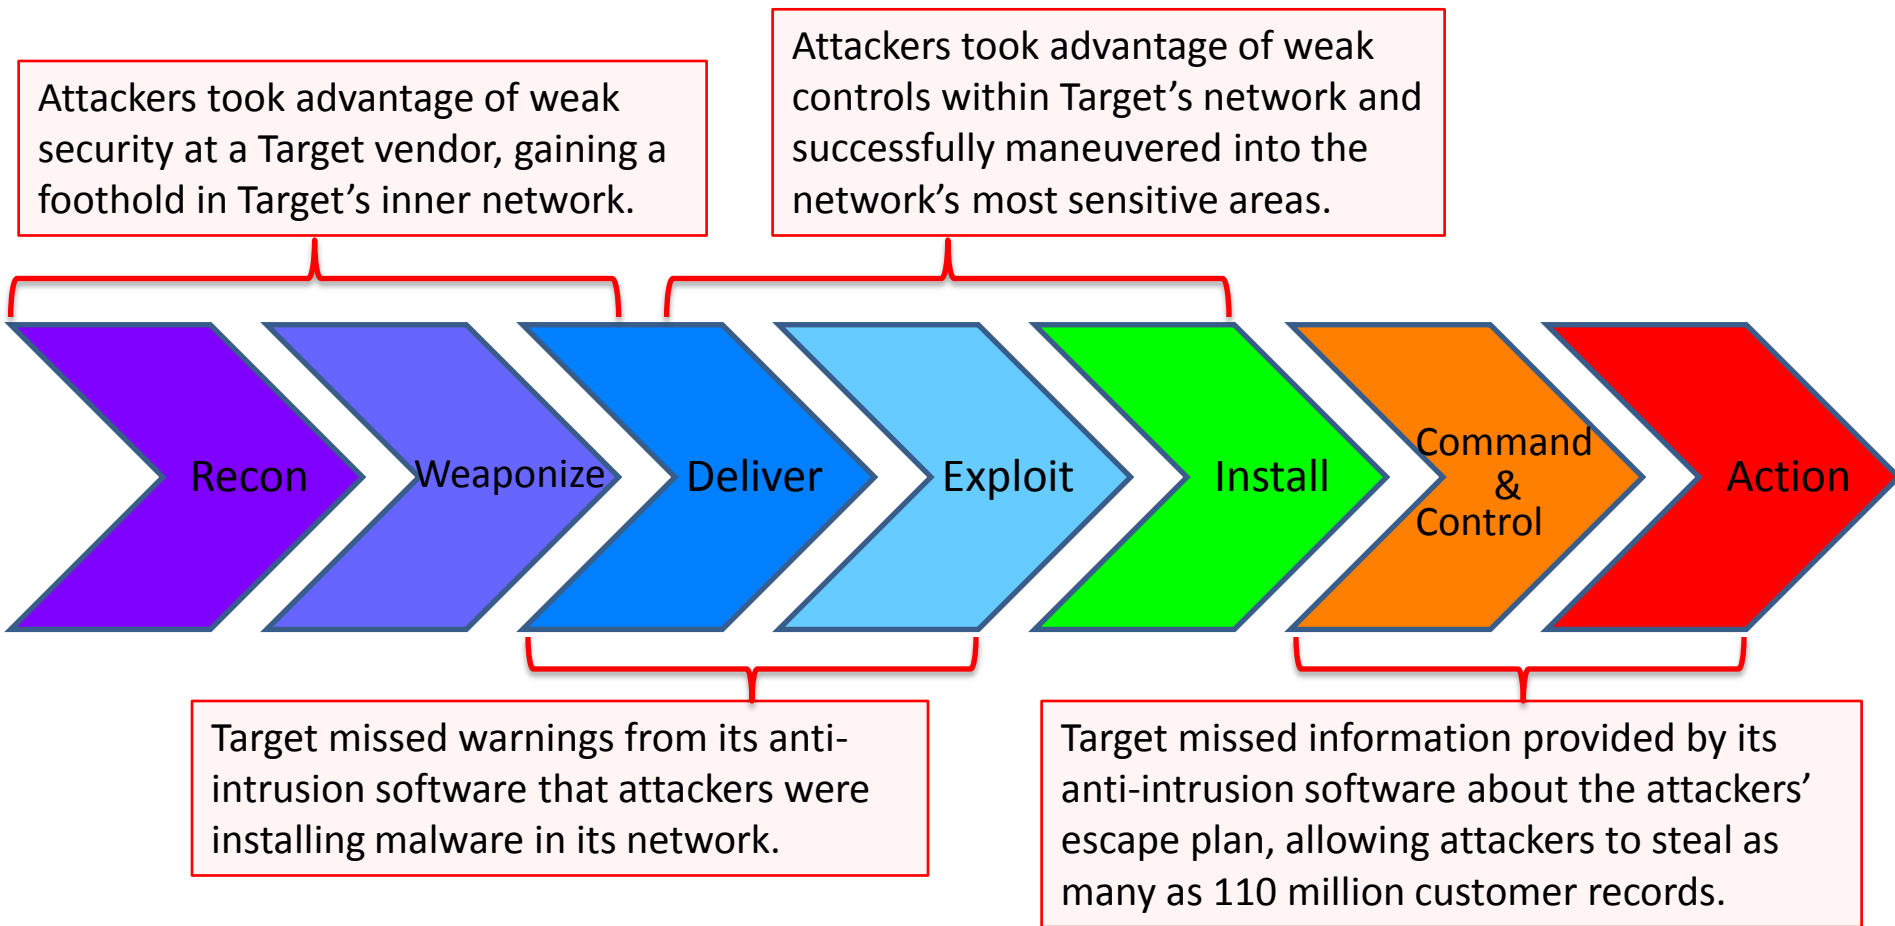 Attackers took advantage of weak
security at a Target vendor, gaining a
foothold in Target’s inner network.
Attackers took advantage of weak
controls within Target’s network and
successfully maneuvered into the
network’s most sensitive areas.
Recon
Weaponize
Deliver
Exploit
Install
Command
&
Control
Action
Target missed warnings from its anti-
intrusion software that attackers were
installing malware in its network.
Target missed information provided by its
anti-intrusion software about the attackers’
escape plan, allowing attackers to steal as
many as 110 million customer records.